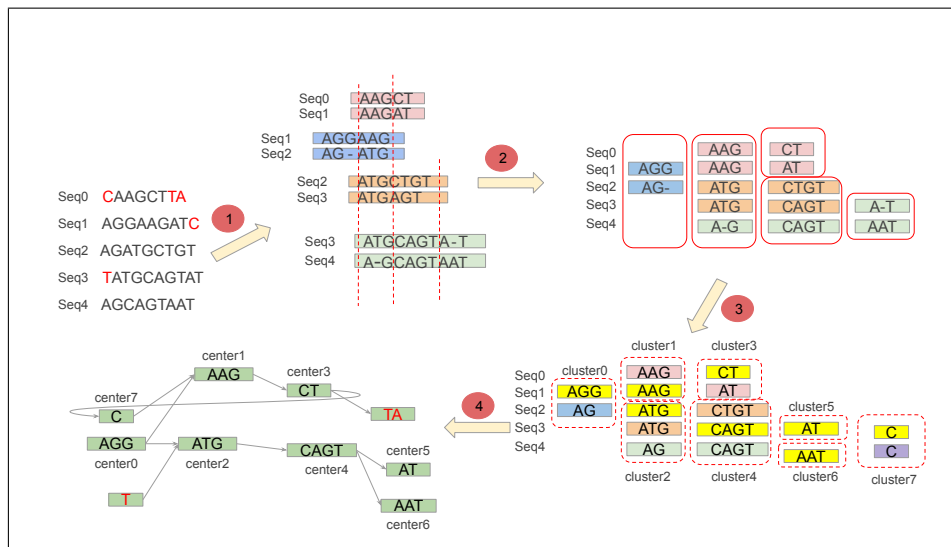 Seq0 CAAGCTTA
Seq1 AGGAAGATC
Seq2 AGATGCTGT
Seq3 TATGCAGTAT
Seq4 AGCAGTAAT
1
Seq0 AAGCT
Seq1 AAGAT
Seq1 AGGAAG
Seq2 AG-ATG
Seq2 ATGCTGT
Seq3 ATGAGT
Seq3 ATGCAGTA-T
Seq4 A-GCAGTAAT
2
Seq0 AAG CT
Seq1 AGG AAG AT
Seq2 AG- ATG CTGT
Seq3 ATG CAGT A-T
Seq4 A-G CAGT AAT
3
cluster1 cluster3
cluster0
Seq0 AAG CT
Seq1 AGG AAG AT
Seq2 AG ATG CTGT
cluster5
Seq3 ATG CAGT AT C
Seq4 AG CAGT AAT C
cluster2 cluster4 cluster6 cluster7
4
center1
AAG
center3
CT
center7
C
TA
AGG ATG
center0 center2
CAGT
center4
center5
AT
T
AAT
center6